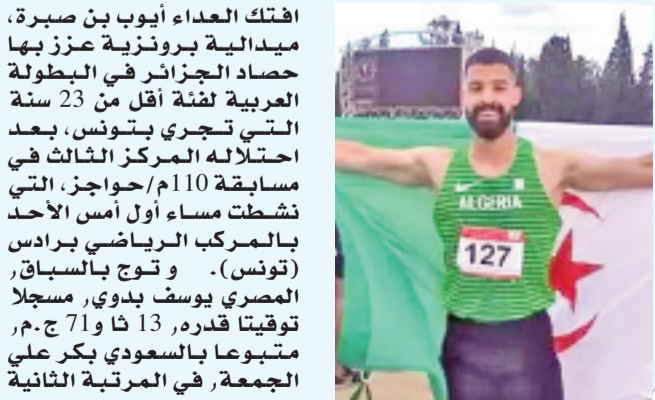 افتك العداء أيوب بن صبرة،
ميدالية برونزية عزز بها
حصاد الجزائر في البطولة
العربية لفئة أقل من 23 سنة
التي تجري بتونس، بعد
احتلاله المركز الثالث في
مسابقة 110م/حواجز، التي
نشطت مساء أول أمس الأحد
بالمركب الرياضي برادس
(تونس). وتوج بالسباق,
المصري يوسف بدوي, مسجلا
توقيتا قدره, 13 ثا و71 ج.م,
متبوعا بالسعودي بكر علي
الجمعة, في المرتبة الثانية
ALGERIA
127